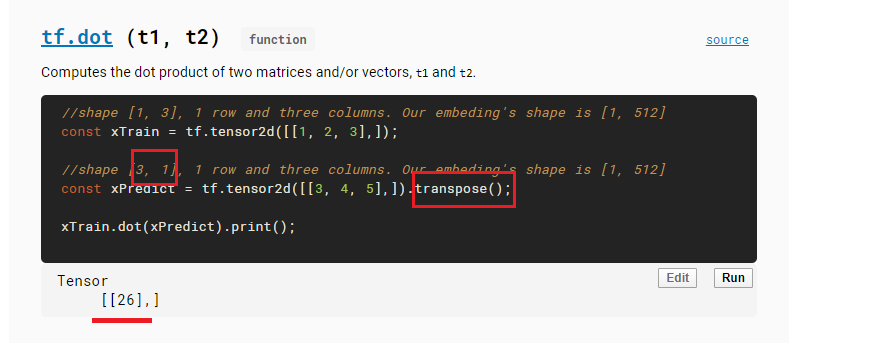 tf.dot (t1, t2) function source
Computes the dot product of two matrices and/or vectors, t1 and t2.
//shape [1, 3], 1 row and three columns. Our embeding's shape is [1, 512]
const xTrain = tf.tensor2d([[1, 2, 3],]);
//shape [3, 1], 1 row and three columns. Our embeding's shape is [1, 512]
const xPredict = tf.tensor2d([[3, 4, 5],]).transpose();
xTrain.dot(xPredict).print();
Edit Run
Tensor
[[26],]